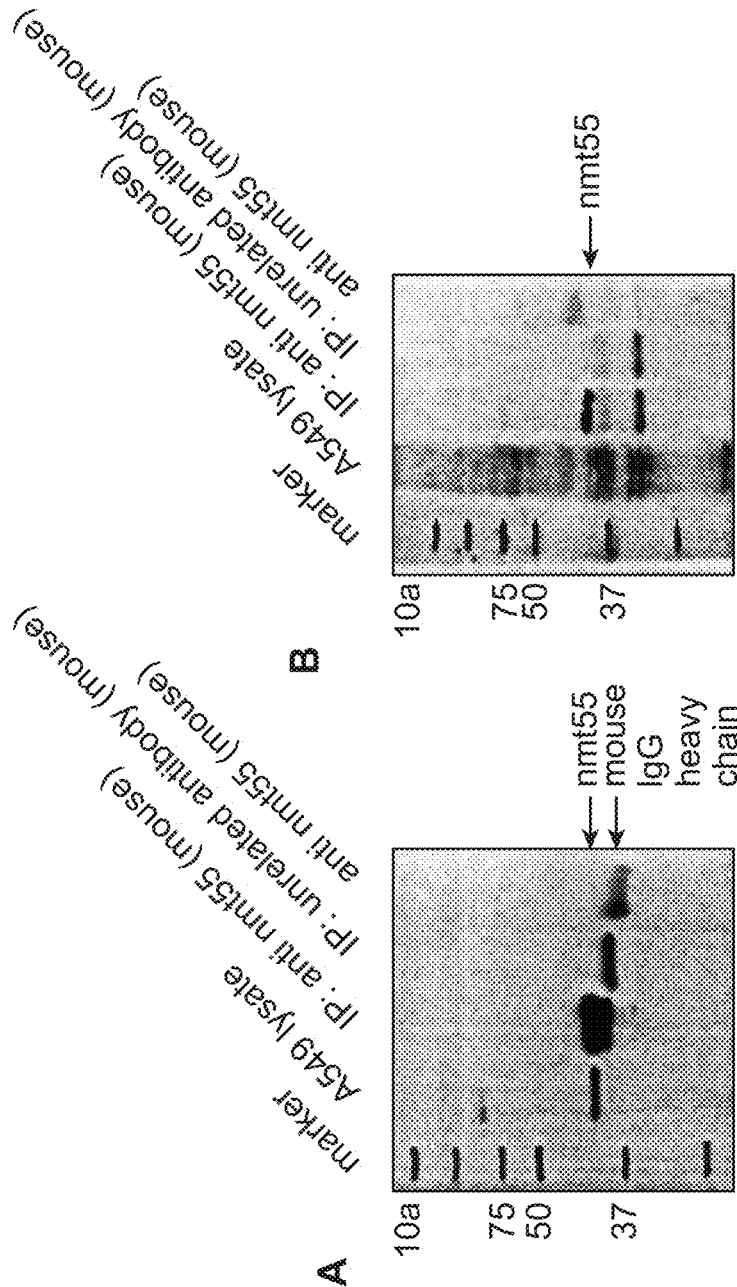 A
marker
A549 lysate
IP: anti nmt55 (mouse)
IP: unrelated antibody (mouse)
anti nmt55 (mouse)
10a
75
50
37
nmt55
mouse
IgG
heavy
chain
B
marker
A549 lysate
IP: anti nmt55 (mouse)
IP: unrelated antibody (mouse)
anti nmt55 (mouse)
10a
75
50
37
nmt55